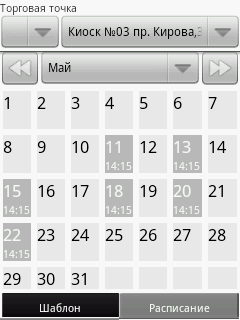 Торговая точка
Киоск №03 пр. Кирова,
Май
1 2 3 4 5 6 7
8 9 10 11 12 13 14
14:15 14:15
15 16 17 18 19 20 21
14:15 14:15 14:15
22 23 24 25 26 27 28
14:15
29 30 31
Шаблон Расписание